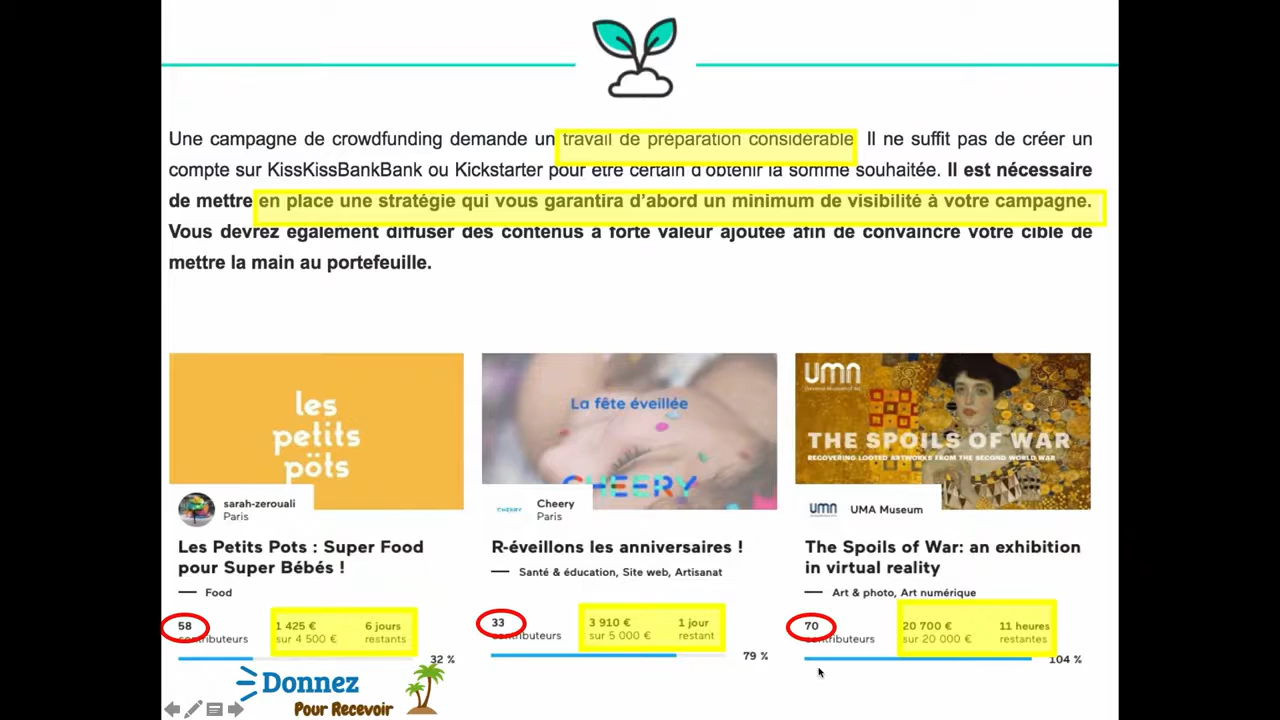 Une campagne de crowdfunding demande un travail de préparation considérable. Il ne suffit pas de créer un
compte sur KissKissBankBank ou Kickstarter pour être certain d'obtenir la somme souhaitée. Il est nécessaire
de mettre en place une stratégie qui vous garantira d'abord un minimum de visibilité à votre campagne.
Vous devrez également diffuser des contenus à forte valeur ajoutée afin de convaincre votre cible de
mettre la main au portefeuille.
les
petits
pöts
sarah-zerouali
Paris
Les Petits Pots : Super Food
pour Super Bébés !
Food
58
contributeurs
1 425 €
sur 4 500 €
6 jours
restants
32 %
La fête éveillée
CHEERY
CHEERY
Cheery
Paris
R-éveillons les anniversaires !
Santé & éducation, Site web, Artisanat
33
contributeurs
3 910 €
sur 5 000 €
1 jour
restant
79 %
UMA
THE SPOILS OF WAR
RECOVERING LOOTED ARTWORKS FROM THE SECOND WORLD WAR
UMA
UMA Museum
The Spoils of War: an exhibition
in virtual reality
Art & photo, Art numérique
70
contributeurs
20 700 €
sur 20 000 €
11 heures
restantes
104 %
Donnez
Pour Recevoir